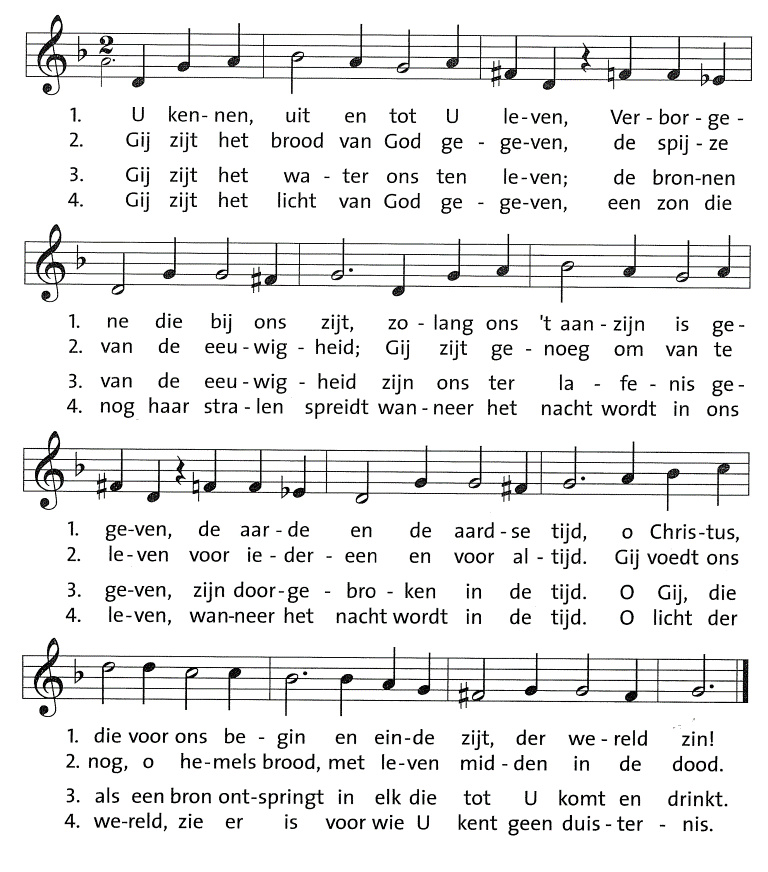 2
1. U ken-nen, uit en tot U le-ven, Ver-bor-ge-
2. Gij zijt het brood van God ge-ge-ven, de spij-ze
3. Gij zijt het wa-ter ons ten le-ven; de bron-nen
4. Gij zijt het licht van God ge-ge-ven, een zon die
1. ne die bij ons zijt, zo-lang ons 't aan-zijn is ge-
2. van de eeu-wig-heid; Gij zijt ge-noeg om van te
3. van de eeu-wig-heid zijn ons ter la-fe-nis ge-
4. nog haar stra-len spreidt wan-neer het nacht wordt in ons
1. ge-ven, de aar-de en de aard-se tijd, o Chris-tus,
2. le-ven voor ie-der-een en voor al-tijd. Gij voedt ons
3. ge-ven, zijn door-ge-bro-ken in de tijd. O Gij, die
4. le-ven, wan-neer het nacht wordt in de tijd. O licht der
1. die voor ons be-gin en ein-de zijt, der we-reld zin!
2. nog, o he-mels brood, met le-ven mid-den in de dood.
3. als een bron ont-springt in elk die tot U komt en drinkt.
4. we-reld, zie er is voor wie U kent geen duis-ter-nis.